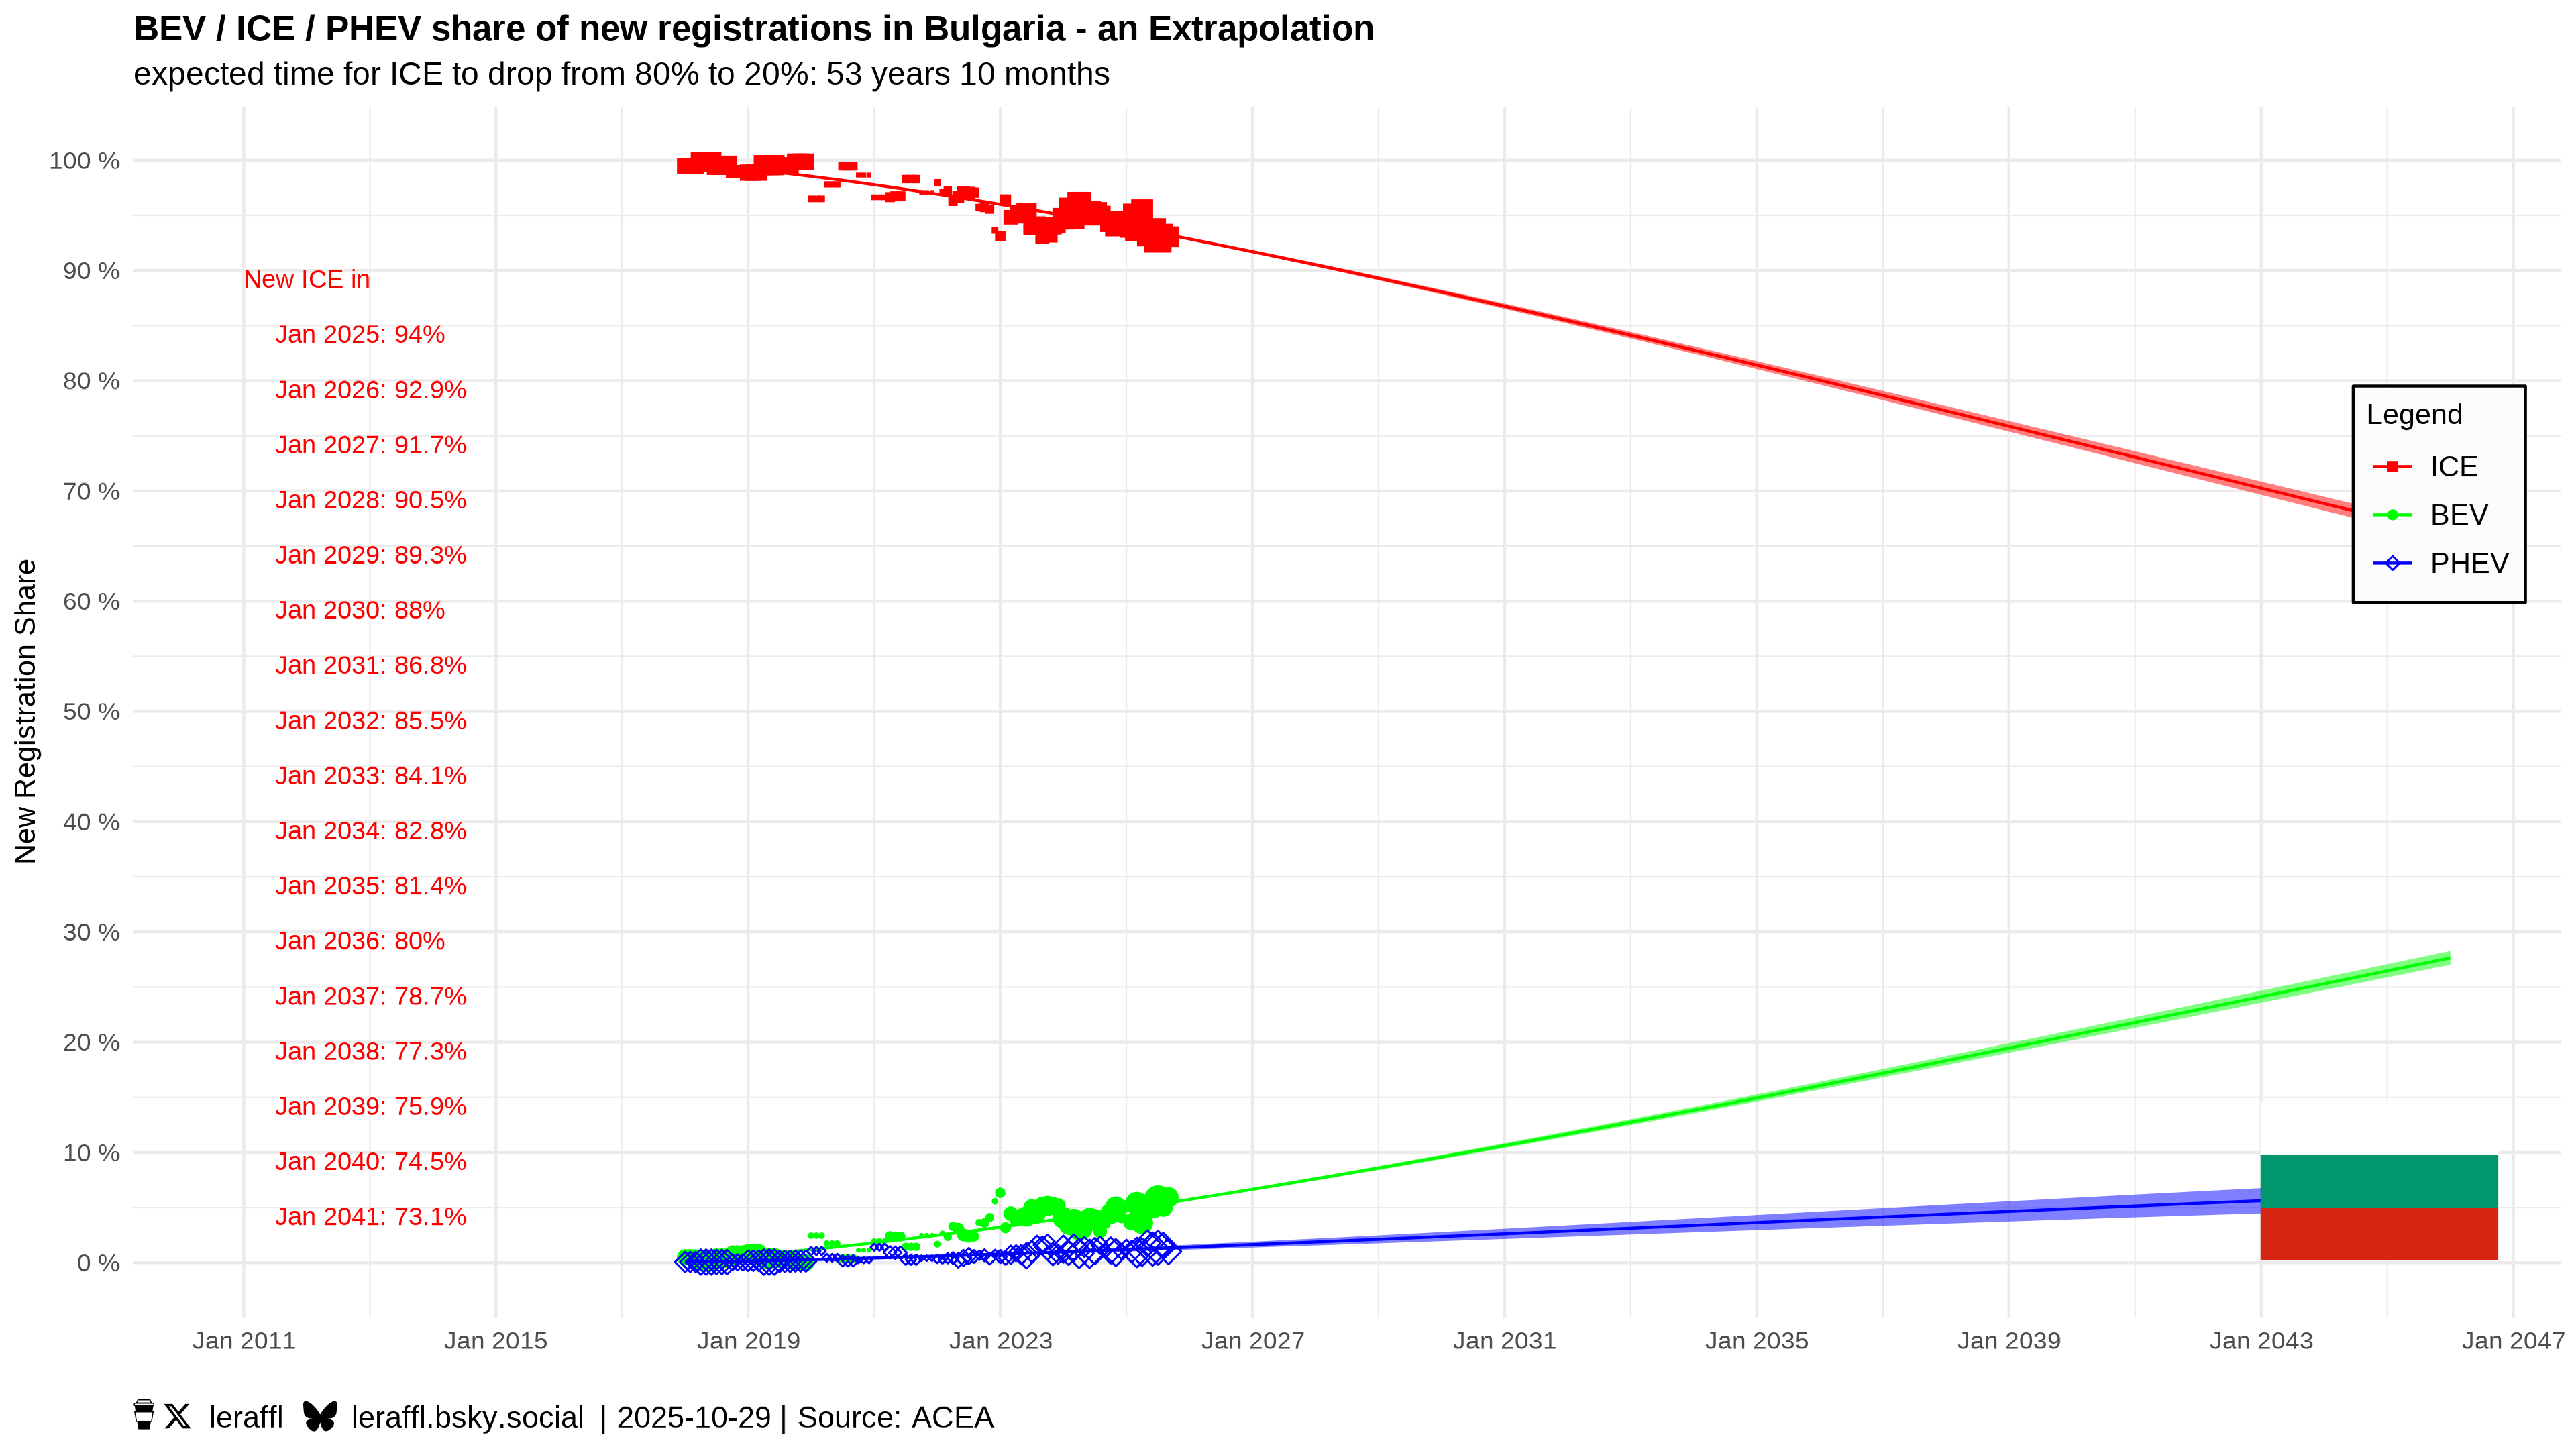 BEV / ICE / PHEV share of new registrations in Bulgaria - an Extrapolation
expected time for ICE to drop from 80% to 20%: 53 years 10 months
New Registration Share
100 %
90 %
80 %
70 %
60 %
50 %
40 %
30 %
20 %
10 %
0 %
New ICE in
Jan 2025: 94%
Jan 2026: 92.9%
Jan 2027: 91.7%
Jan 2028: 90.5%
Jan 2029: 89.3%
Jan 2030: 88%
Jan 2031: 86.8%
Jan 2032: 85.5%
Jan 2033: 84.1%
Jan 2034: 82.8%
Jan 2035: 81.4%
Jan 2036: 80%
Jan 2037: 78.7%
Jan 2038: 77.3%
Jan 2039: 75.9%
Jan 2040: 74.5%
Jan 2041: 73.1%
Legend
ICE
BEV
PHEV
Jan 2011 Jan 2015 Jan 2019 Jan 2023 Jan 2027 Jan 2031 Jan 2035 Jan 2039 Jan 2043 Jan 2047
leraffl leraffl.bsky.social | 2025-10-29 | Source: ACEA